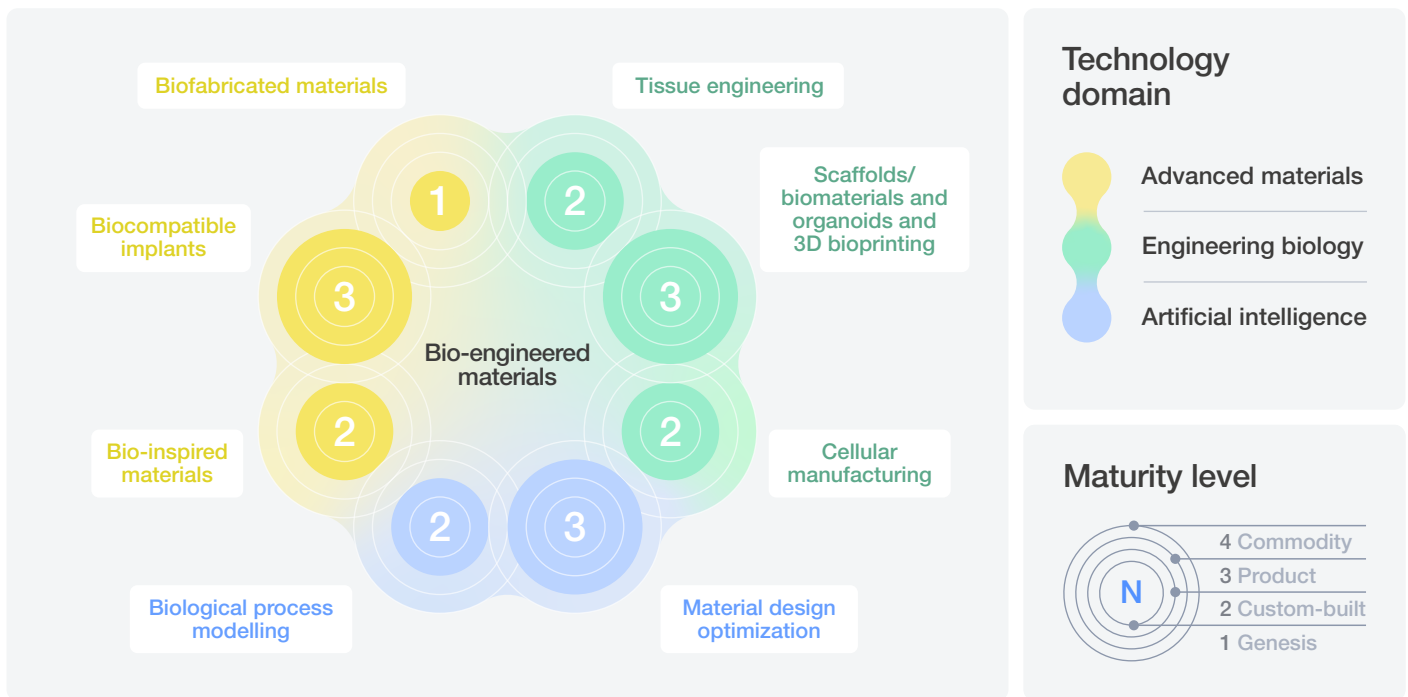 Biofabricated materials
Tissue engineering
Scaffolds/
biomaterials and
organoids and
3D bioprinting
Biocompatible
implants
1
2
3
3
Bio-engineered
materials
2
2
Bio-inspired
materials
Cellular
manufacturing
2
3
Biological process
modelling
Material design
optimization
Technology
domain
Advanced materials
Engineering biology
Artificial intelligence
Maturity level
N
4 Commodity
3 Product
2 Custom-built
1 Genesis